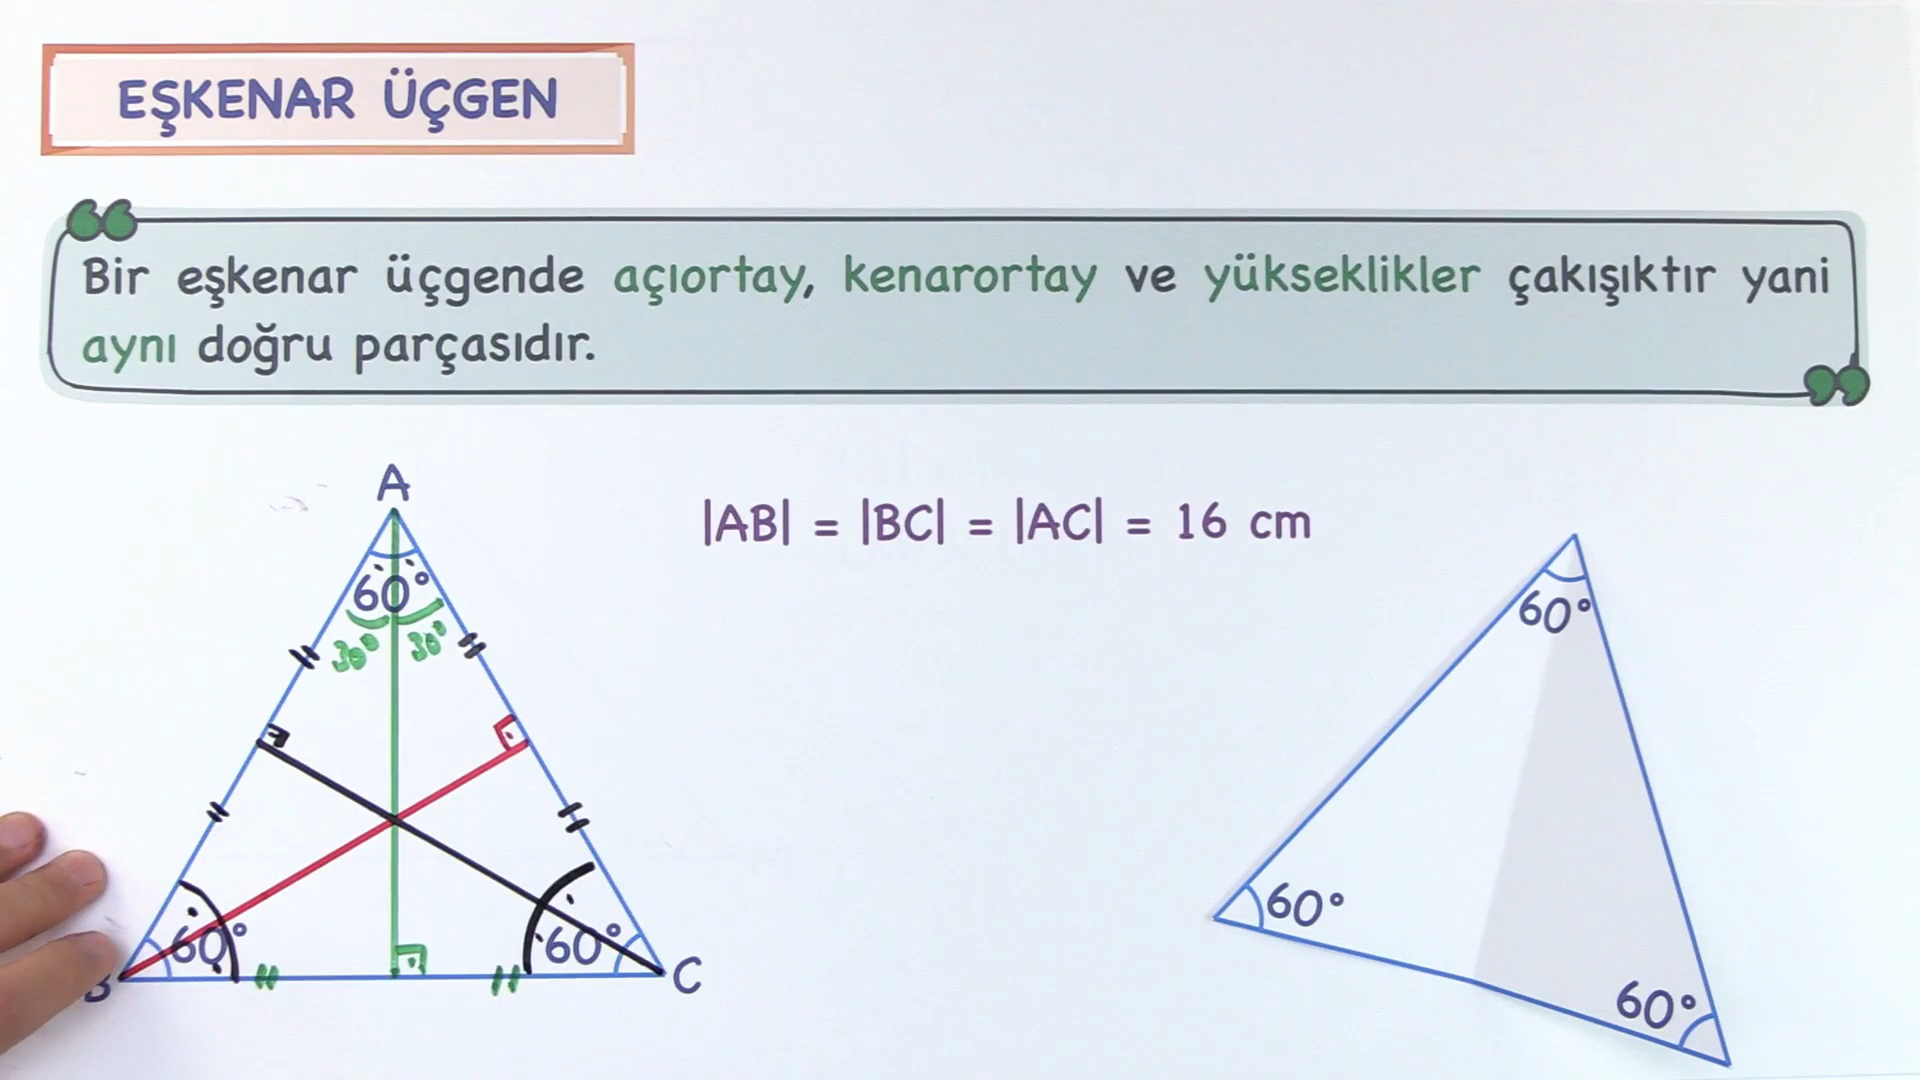 EŞKENAR ÜÇGEN
Bir eşkenar üçgende açıortay, kenarortay ve yükseklikler çakışıktır yani
aynı doğru parçasıdır.
A
|AB| = |BC| = |AC| = 16 cm
60°
30° 30°
60°
60°
B
C
60°
60°
60°